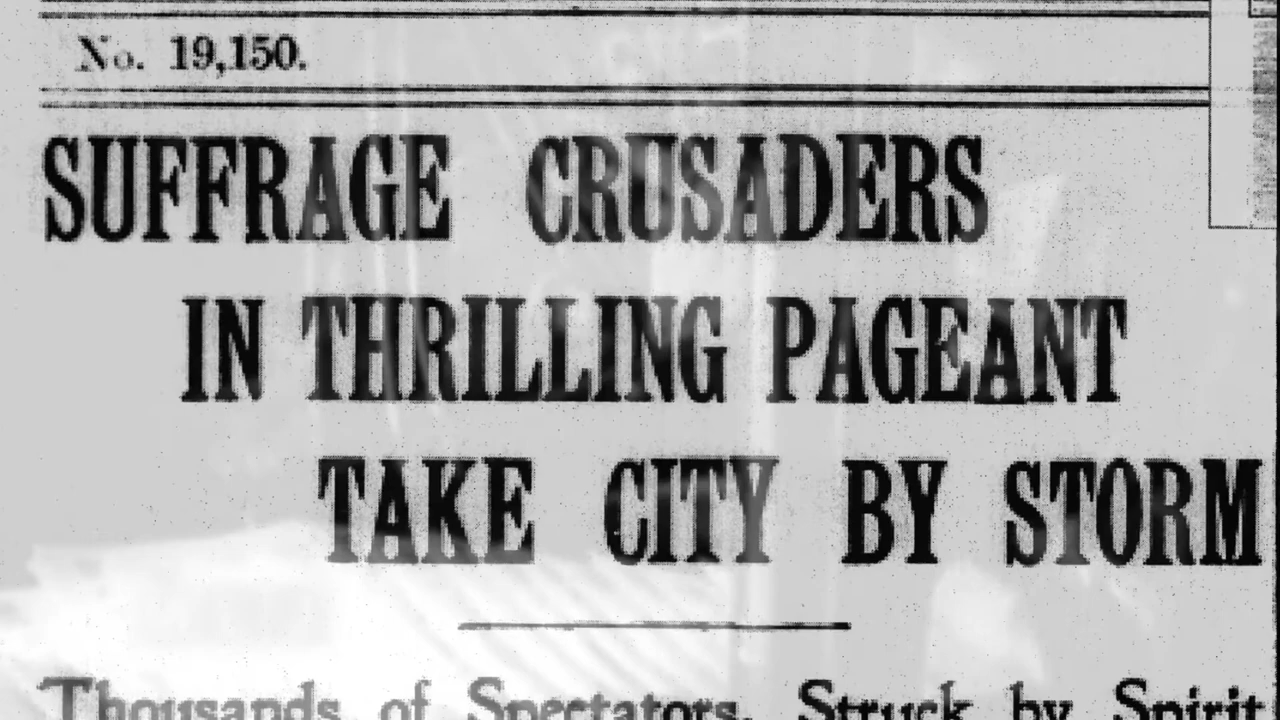 No. 19,150.
SUFFRAGE CRUSADERS
IN THRILLING PAGEANT
TAKE CITY BY STORM
Thousands of Spectators, Struck by Spirit